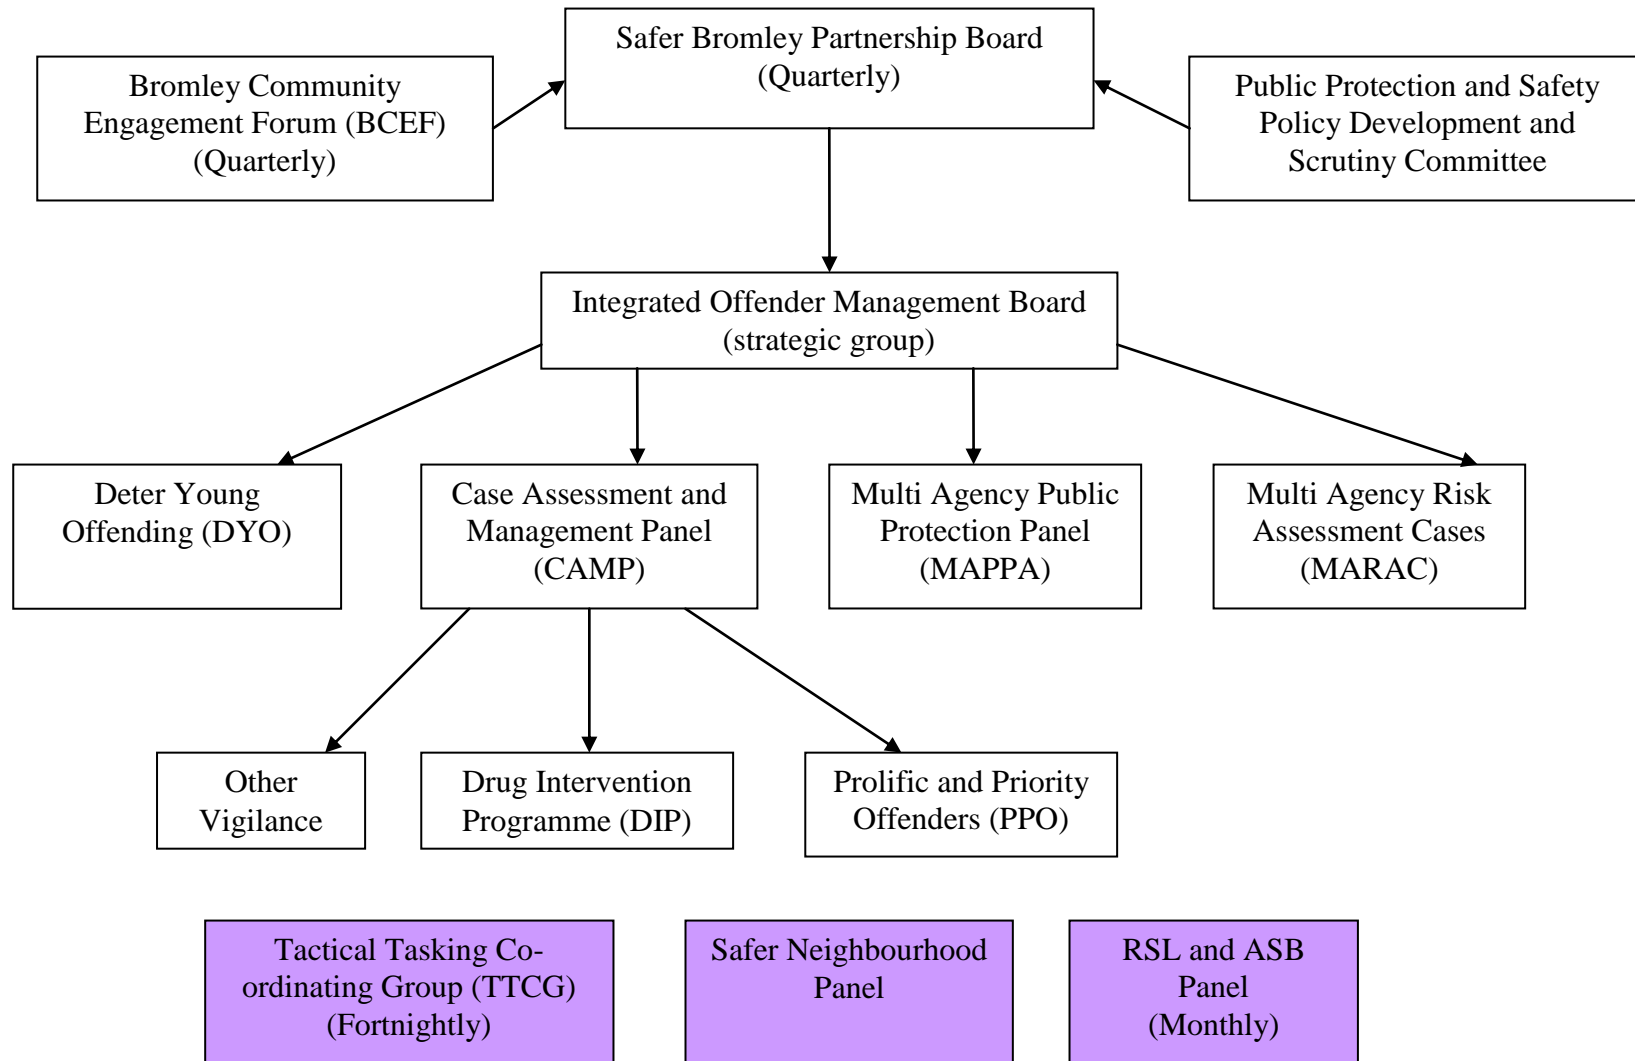 Safer Bromley Partnership Board
(Quarterly)
Bromley Community
Engagement Forum (BCEF)
(Quarterly)
Public Protection and Safety
Policy Development and
Scrutiny Committee
Integrated Offender Management Board
(strategic group)
Deter Young
Offending (DYO)
Case Assessment and
Management Panel
(CAMP)
Multi Agency Public
Protection Panel
(MAPPA)
Multi Agency Risk
Assessment Cases
(MARAC)
Other
Vigilance
Drug Intervention
Programme (DIP)
Prolific and Priority
Offenders (PPO)
Tactical Tasking Co-
ordinating Group (TTCG)
(Fortnightly)
Safer Neighbourhood
Panel
RSL and ASB
Panel
(Monthly)